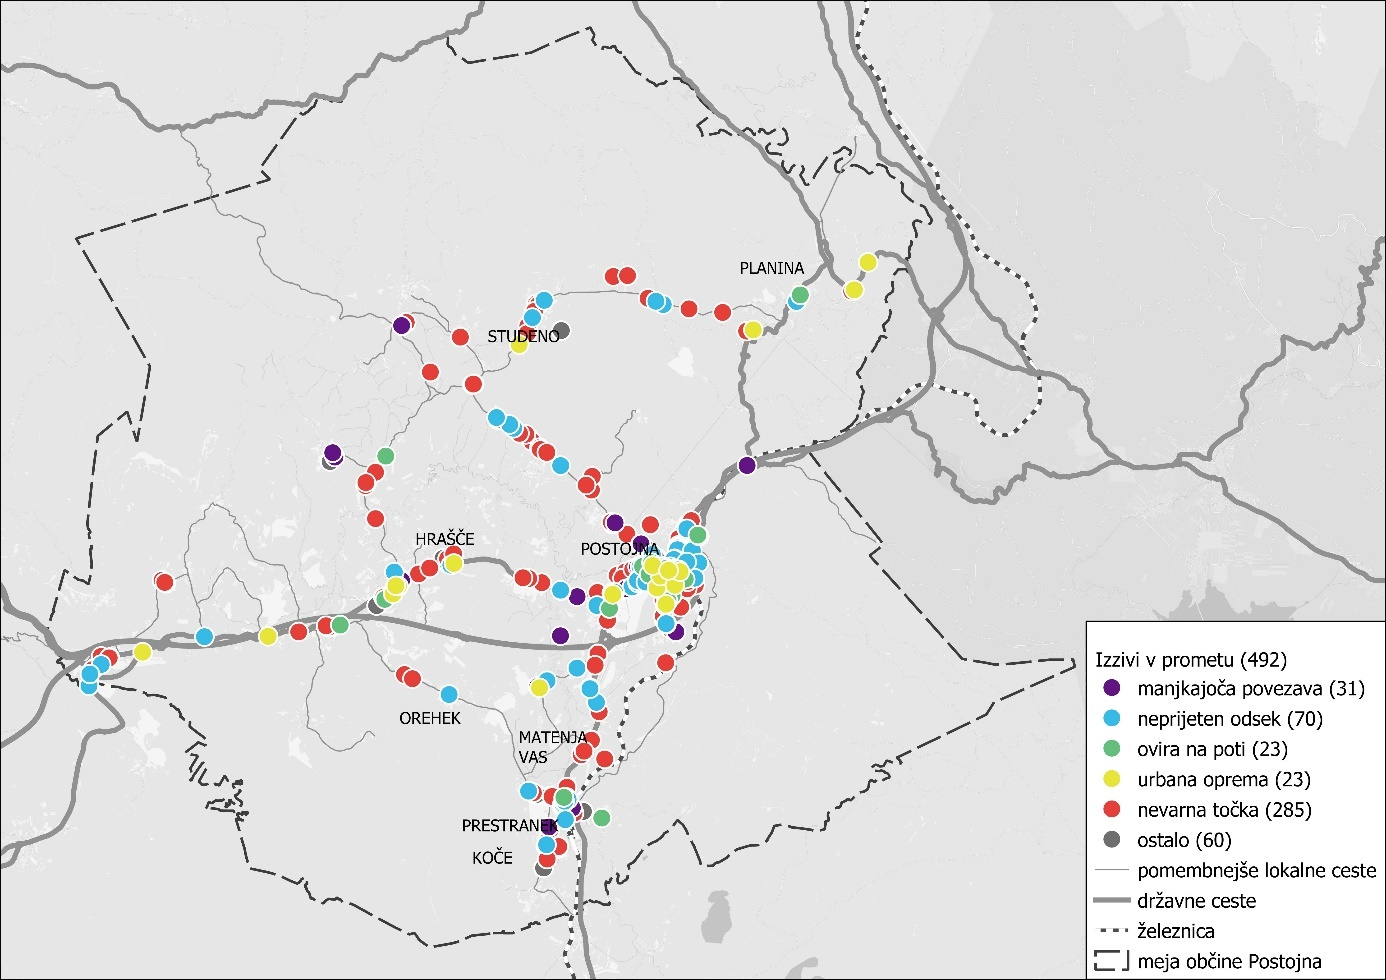 PLANINA
STUDENO
HRAŠČE
POSTOJNA
OREHEK
MATENJA
VAS
PRESTRANEK
KOČE
Izzivi v prometu (492)
manjkajoča povezava (31)
neprijeten odsek (70)
ovira na poti (23)
urbana oprema (23)
nevarna točka (285)
ostalo (60)
pomembnejše lokalne ceste
državne ceste
železnica
meja občine Postojna